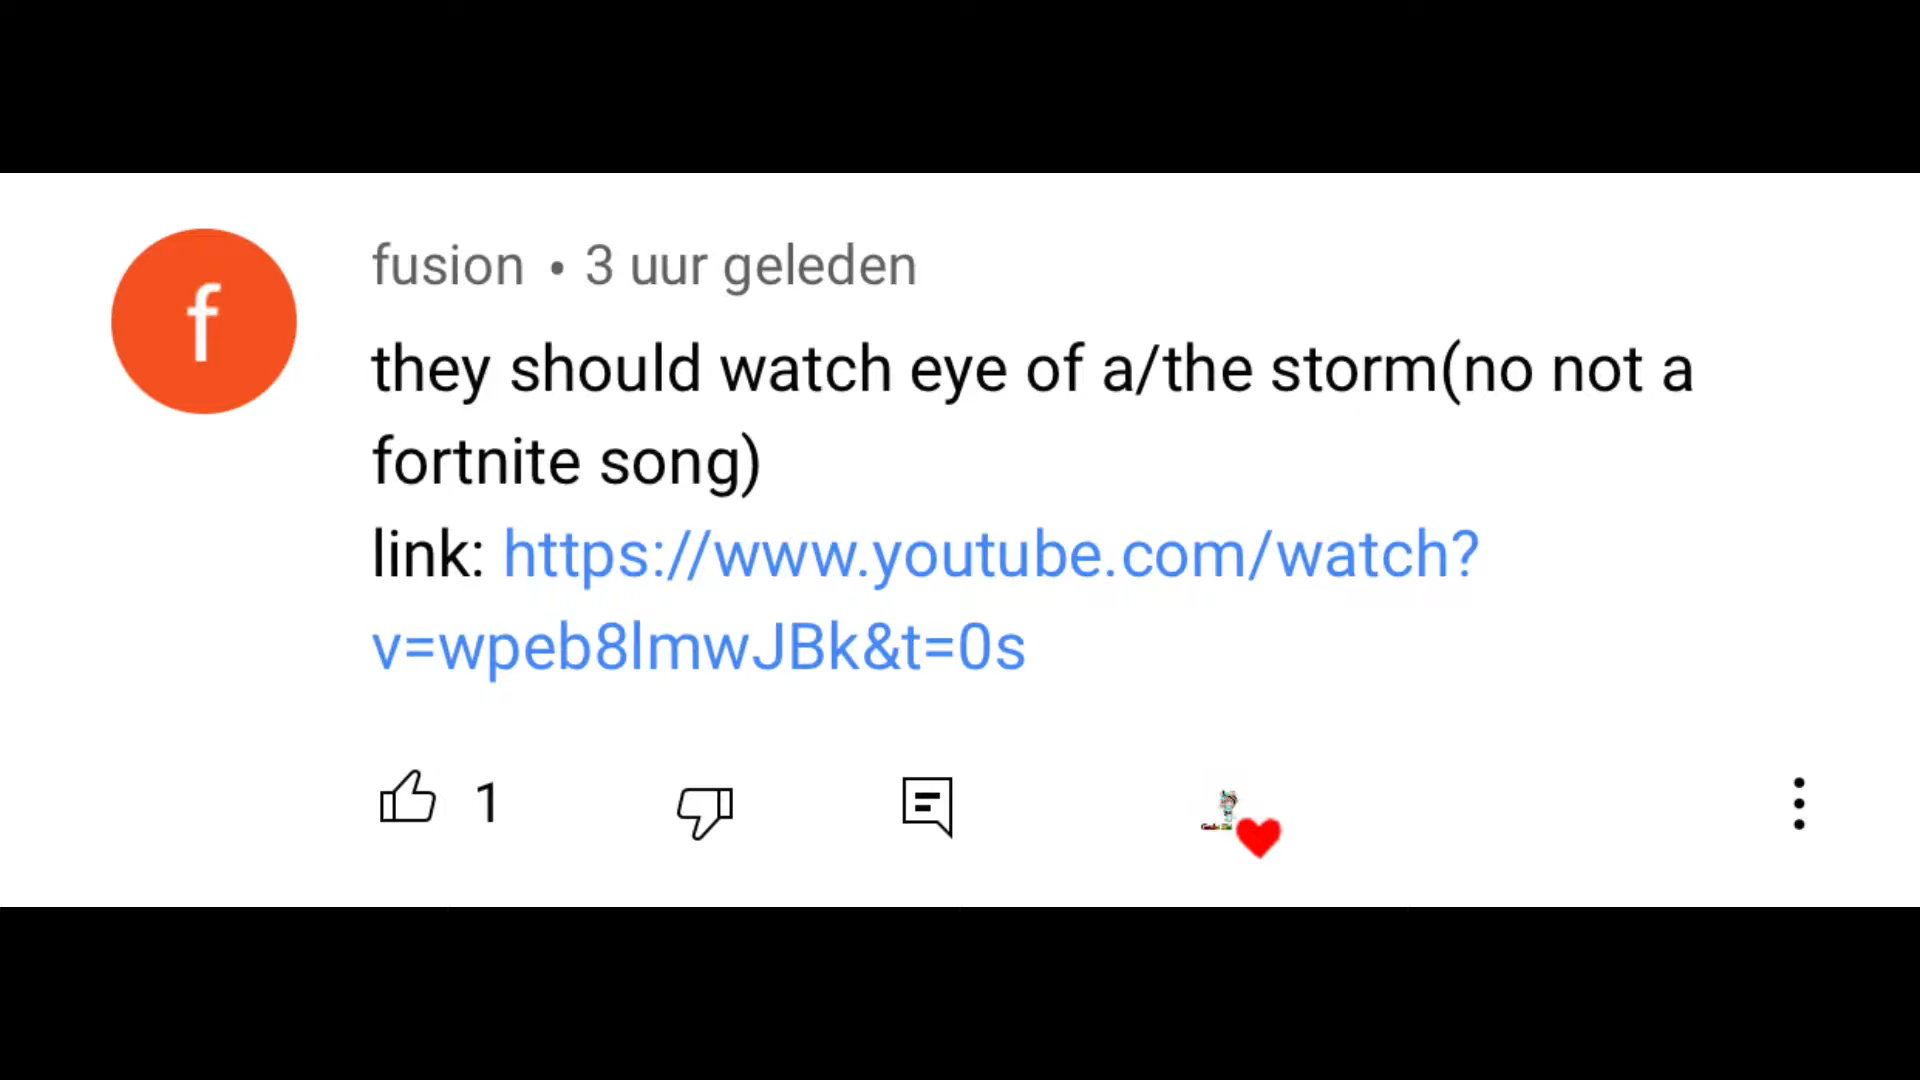 f
fusion • 3 uur geleden
they should watch eye of a/the storm(no not a
fortnite song)
link: https://www.youtube.com/watch?
v=wpeb8lmwJBk&t=0s
1